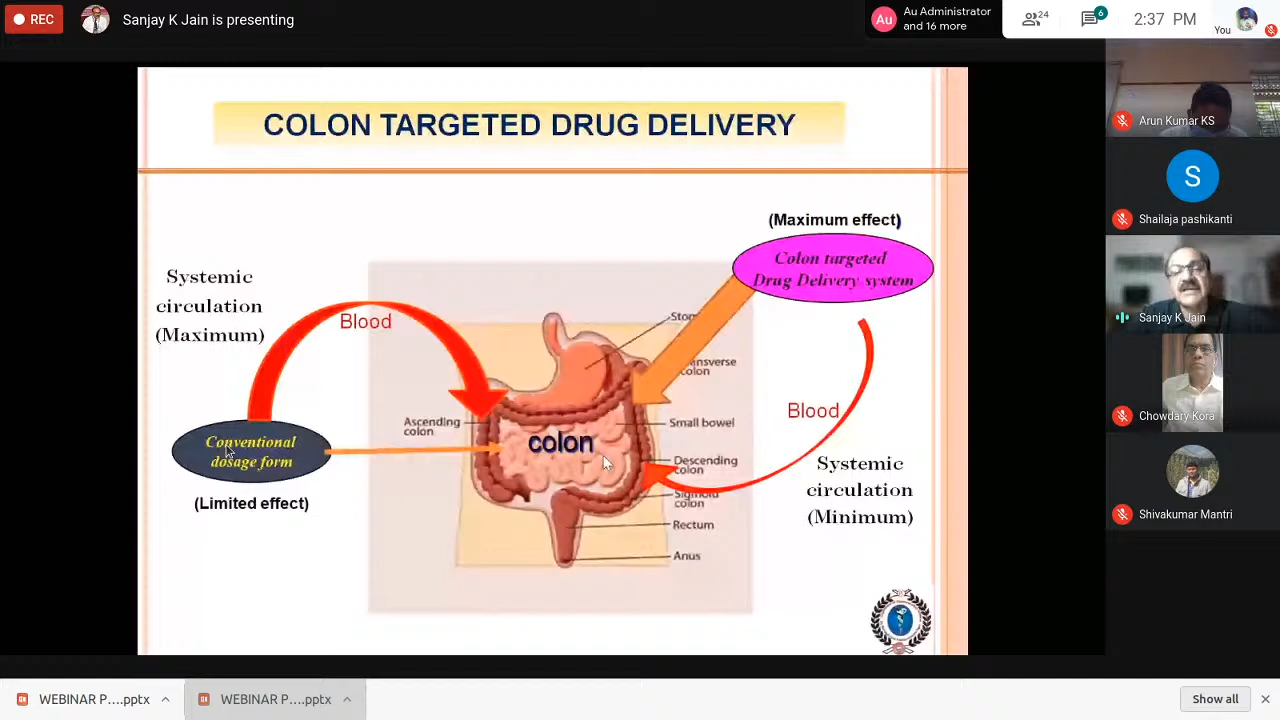 REC
Sanjay K Jain is presenting
Au
Au Administrator
and 16 more
24
6
2:37 PM
You
COLON TARGETED DRUG DELIVERY
(Maximum effect)
Colon targeted
Drug Delivery system
Systemic
circulation
(Maximum)
Blood
Conventional
dosage form
(Limited effect)
Ascending
colon
colon
Small bowel
Descending
colon
Sigmoid
colon
Rectum
Anus
Blood
Systemic
circulation
(Minimum)
Arun Kumar KS
S
Shailaja pashikanti
Sanjay K Jain
Chowdary Kora
Shivakumar Mantri
WEBINAR P....pptx
WEBINAR P....pptx
Show all